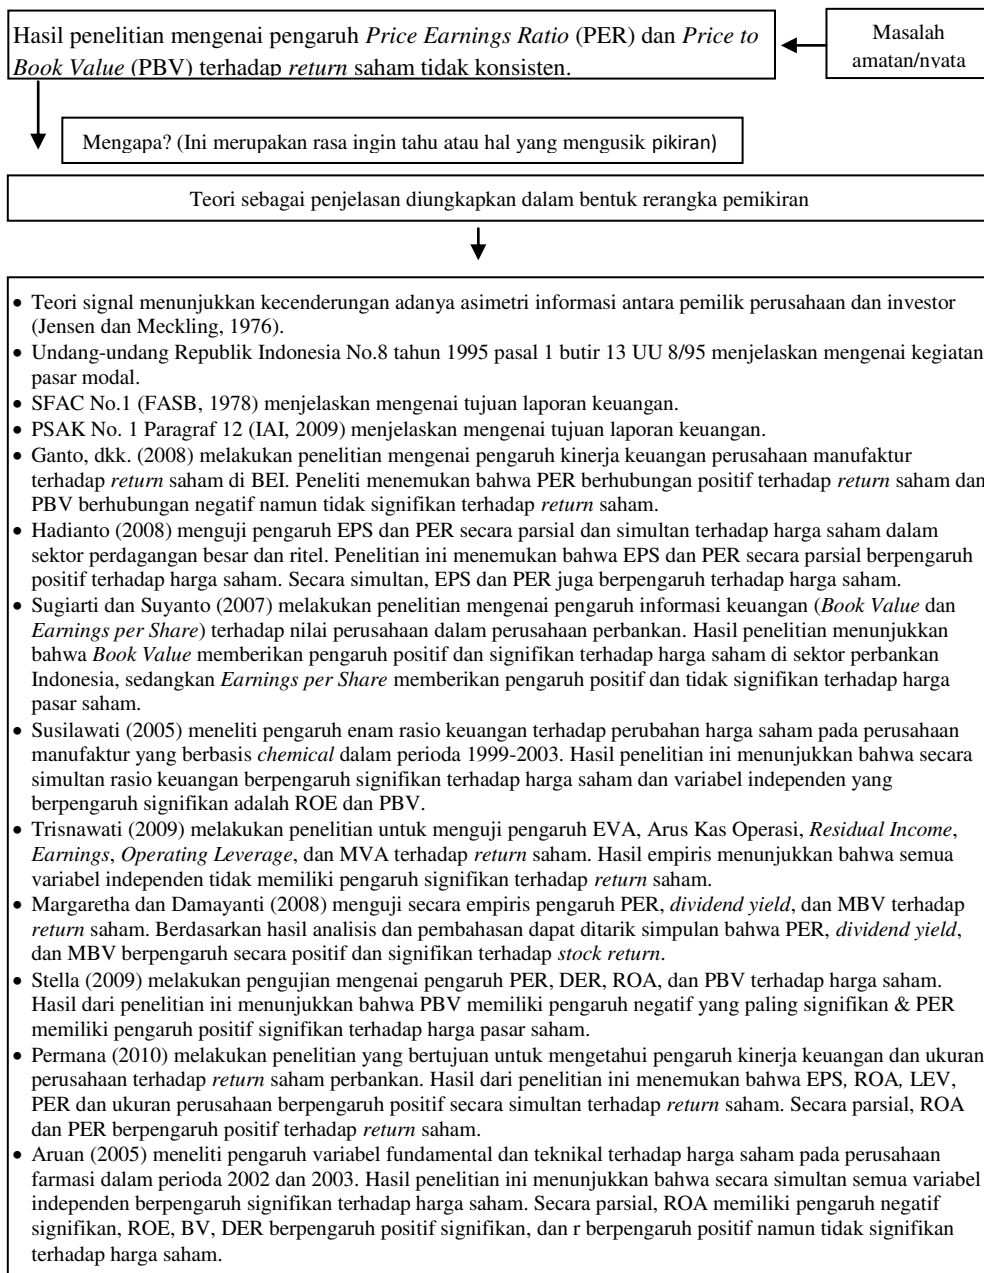 Hasil penelitian mengenai pengaruh Price Earnings Ratio (PER) dan Price to
Book Value (PBV) terhadap return saham tidak konsisten.
Masalah
amatan/nyata
Mengapa? (Ini merupakan rasa ingin tahu atau hal yang mengusik pikiran)
Teori sebagai penjelasan diungkapkan dalam bentuk rerangka pemikiran
• Teori signal menunjukkan kecenderungan adanya asimetri informasi antara pemilik perusahaan dan investor
(Jensen dan Meckling, 1976).
• Undang-undang Republik Indonesia No.8 tahun 1995 pasal 1 butir 13 UU 8/95 menjelaskan mengenai kegiatan
pasar modal.
• SFAC No.1 (FASB, 1978) menjelaskan mengenai tujuan laporan keuangan.
• PSAK No. 1 Paragraf 12 (IAI, 2009) menjelaskan mengenai tujuan laporan keuangan.
• Ganto, dkk. (2008) melakukan penelitian mengenai pengaruh kinerja keuangan perusahaan manufaktur
terhadap return saham di BEI. Peneliti menemukan bahwa PER berhubungan positif terhadap return saham dan
PBV berhubungan negatif namun tidak signifikan terhadap return saham.
• Hadianto (2008) menguji pengaruh EPS dan PER secara parsial dan simultan terhadap harga saham dalam
sektor perdagangan besar dan ritel. Penelitian ini menemukan bahwa EPS dan PER secara parsial berpengaruh
positif terhadap harga saham. Secara simultan, EPS dan PER juga berpengaruh terhadap harga saham.
• Sugiarti dan Suyanto (2007) melakukan penelitian mengenai pengaruh informasi keuangan (Book Value dan
Earnings per Share) terhadap nilai perusahaan dalam perusahaan perbankan. Hasil penelitian menunjukkan
bahwa Book Value memberikan pengaruh positif dan signifikan terhadap harga saham di sektor perbankan
Indonesia, sedangkan Earnings per Share memberikan pengaruh positif dan tidak signifikan terhadap harga
pasar saham.
• Susilawati (2005) meneliti pengaruh enam rasio keuangan terhadap perubahan harga saham pada perusahaan
manufaktur yang berbasis chemical dalam perioda 1999-2003. Hasil penelitian ini menunjukkan bahwa secara
simultan rasio keuangan berpengaruh signifikan terhadap harga saham dan variabel independen yang
berpengaruh signifikan adalah ROE dan PBV.
• Trisnawati (2009) melakukan penelitian untuk menguji pengaruh EVA, Arus Kas Operasi, Residual Income,
Earnings, Operating Leverage, dan MVA terhadap return saham. Hasil empiris menunjukkan bahwa semua
variabel independen tidak memiliki pengaruh signifikan terhadap return saham.
• Margaretha dan Damayanti (2008) menguji secara empiris pengaruh PER, dividend yield, dan MBV terhadap
return saham. Berdasarkan hasil analisis dan pembahasan dapat ditarik simpulan bahwa PER, dividend yield,
dan MBV berpengaruh secara positif dan signifikan terhadap stock return.
• Stella (2009) melakukan pengujian mengenai pengaruh PER, DER, ROA, dan PBV terhadap harga saham.
Hasil dari penelitian ini menunjukkan bahwa PBV memiliki pengaruh negatif yang paling signifikan & PER
memiliki pengaruh positif signifikan terhadap harga pasar saham.
• Permana (2010) melakukan penelitian yang bertujuan untuk mengetahui pengaruh kinerja keuangan dan ukuran
perusahaan terhadap return saham perbankan. Hasil dari penelitian ini menemukan bahwa EPS, ROA, LEV,
PER dan ukuran perusahaan berpengaruh positif secara simultan terhadap return saham. Secara parsial, ROA
dan PER berpengaruh positif terhadap return saham.
• Aruan (2005) meneliti pengaruh variabel fundamental dan teknikal terhadap harga saham pada perusahaan
farmasi dalam perioda 2002 dan 2003. Hasil penelitian ini menunjukkan bahwa secara simultan semua variabel
independen berpengaruh signifikan terhadap harga saham. Secara parsial, ROA memiliki pengaruh negatif
signifikan, ROE, BV, DER berpengaruh positif signifikan, dan r berpengaruh positif namun tidak signifikan
terhadap harga saham.